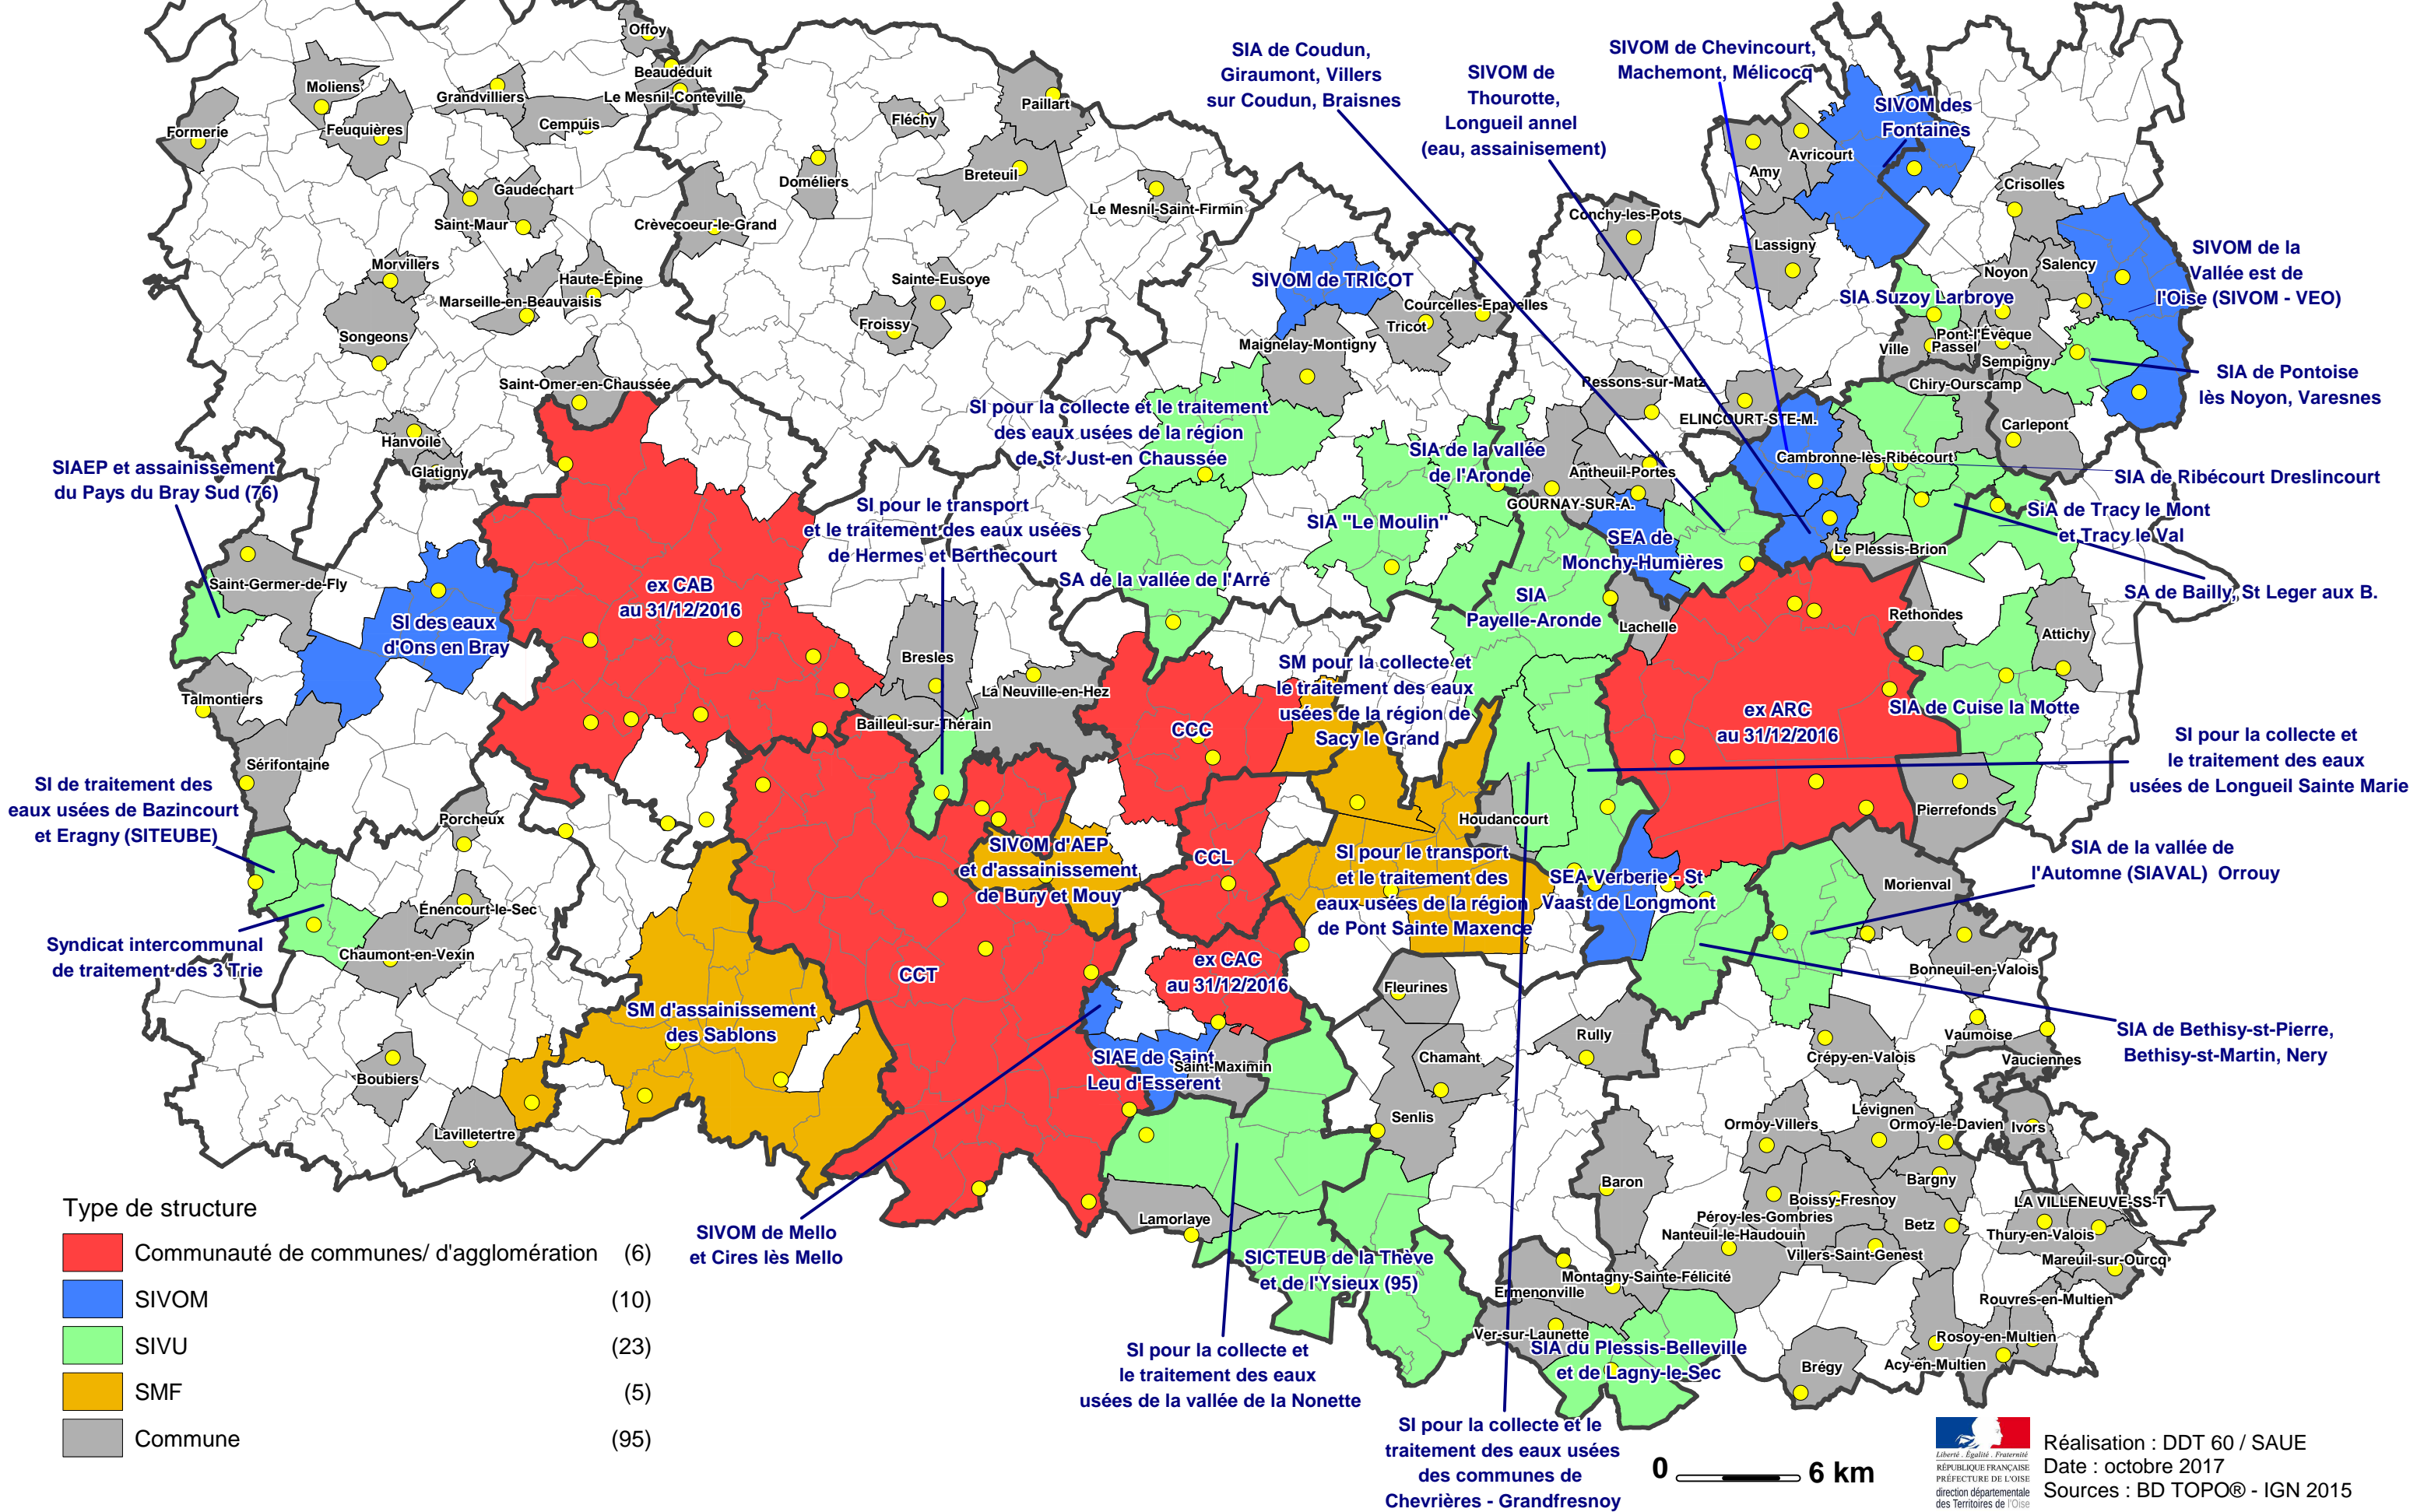 Offoy
Beaudéduit
Le Mesnil-Conteville
Moliens
Grandvilliers
Formerie
Feuquières
Cempuis
Fléchy
Paillart
Gaudechart
Saint-Maur
Crèvecoeur-le-Grand
Doméliers
Breteuil
Le Mesnil-Saint-Firmin
Morvillers
Haute-Épine
Marseille-en-Beauvaisis
Songeons
Sainte-Eusoye
Froissy
Saint-Omer-en-Chaussée
Hanvoile
Glatigny
SIA de Coudun,
Giraumont, Villers
sur Coudun, Braisnes
SIVOM de
Thourotte,
Longueil annel
(eau, assainisement)
SIVOM de Chevincourt,
Machemont, Mélicocq
SIVOM des
Fontaines
Amy
Avricourt
Crisolles
Conchy-les-Pots
Lassigny
Noyon
Salency
SIVOM de la
Vallée est de
l'Oise (SIVOM - VEO)
SIVOM de TRICOT
Courcelles-Epayelles
Tricot
Maignelay-Montigny
SIA Suzoy Larbroye
Ville
Pont-l'Évêque
Passel
Sempigny
Chiry-Ourscamp
Carlepont
SIA de Pontoise
lès Noyon, Varesnes
Ressons-sur-Matz
ELINCOURT-STE-M.
Cambronne-lès-Ribécourt
SI pour la collecte et le traitement
des eaux usées de la région
de St Just-en Chaussée
SIA de la vallée
de l'Aronde
Antheuil-Portes
GOURNAY-SUR-A.
SIA de Ribécourt Dreslincourt
SiA de Tracy le Mont
et Tracy le Val
SA de Bailly, St Leger aux B.
Le Plessis-Brion
SIAEP et assainissement
du Pays du Bray Sud (76)
SI pour le transport
et le traitement des eaux usées
de Hermes et Berthecourt
SIA "Le Moulin"
SEA de
Monchy-Humières
SA de la vallée de l'Arré
SIA
Payelle-Aronde
Lachelle
Rethondes
Attichy
Saint-Germer-de-Fly
SI des eaux
d'Ons en Bray
ex CAB
au 31/12/2016
Bresles
La Neuville-en-Hez
Bailleul-sur-Thérain
Talmontiers
Sérifontaine
CCC
SM pour la collecte et
le traitement des eaux
usées de la région de
Sacy le Grand
ex ARC
au 31/12/2016
SIA de Cuise la Motte
SI pour la collecte et
le traitement des eaux
usées de Longueil Sainte Marie
Pierrefonds
SI de traitement des
eaux usées de Bazincourt
et Eragny (SITEUBE)
Porcheux
Houdancourt
SIVOM d'AEP
et d'assainissement
de Bury et Mouy
CCL
SI pour le transport
et le traitement des
eaux usées de la région
de Pont Sainte Maxence
SEA Verberie - St
Vaast de Longmont
SIA de la vallée de
l'Automne (SIAVAL)  Orrouy
Morienval
Énencourt-le-Sec
Chaumont-en-Vexin
Syndicat intercommunal
de traitement des 3 Trie
CCT
ex CAC
au 31/12/2016
Fleurines
Bonneuil-en-Valois
SM d'assainissement
des Sablons
SIAE de Saint
Leu d'Esserent
Saint-Maximin
Chamant
Rully
Vaumoise
Crépy-en-Valois
Vauciennes
SIA de Bethisy-st-Pierre,
Bethisy-st-Martin, Nery
Boubiers
Lavilletertre
Senlis
Lévignen
Ormoy-Villers
Ormoy-le-Davien
Ivors
Baron
Bargny
Boissy-Fresnoy
LA VILLENEUVE-SS-T
Péroy-les-Gombries
Betz
Thury-en-Valois
Nanteuil-le-Haudouin
Villers-Saint-Genest
Mareuil-sur-Ourcq
Lamorlaye
SICTEUB de la Thève
et de l'Ysieux (95)
Montagny-Sainte-Félicité
Ermenonville
Rouvres-en-Multien
Ver-sur-Launette
SIA du Plessis-Belleville
et de Lagny-le-Sec
Rosoy-en-Multien
Acy-en-Multien
Brégy
SIVOM de Mello
et Cires lès Mello
SI pour la collecte et
le traitement des eaux
usées de la vallée de la Nonette
SI pour la collecte et le
traitement des eaux usées
des communes de
Chevrières - Grandfresnoy
Type de structure
Communauté de communes/ d'agglomération (6)
SIVOM (10)
SIVU (23)
SMF (5)
Commune (95)
0 6 km
Liberté . Égalité . Fraternité
RÉPUBLIQUE FRANÇAISE
PRÉFECTURE DE L'OISE
direction départementale
des Territoires de l'Oise
Réalisation : DDT 60 / SAUE
Date : octobre 2017
Sources : BD TOPO® - IGN 2015